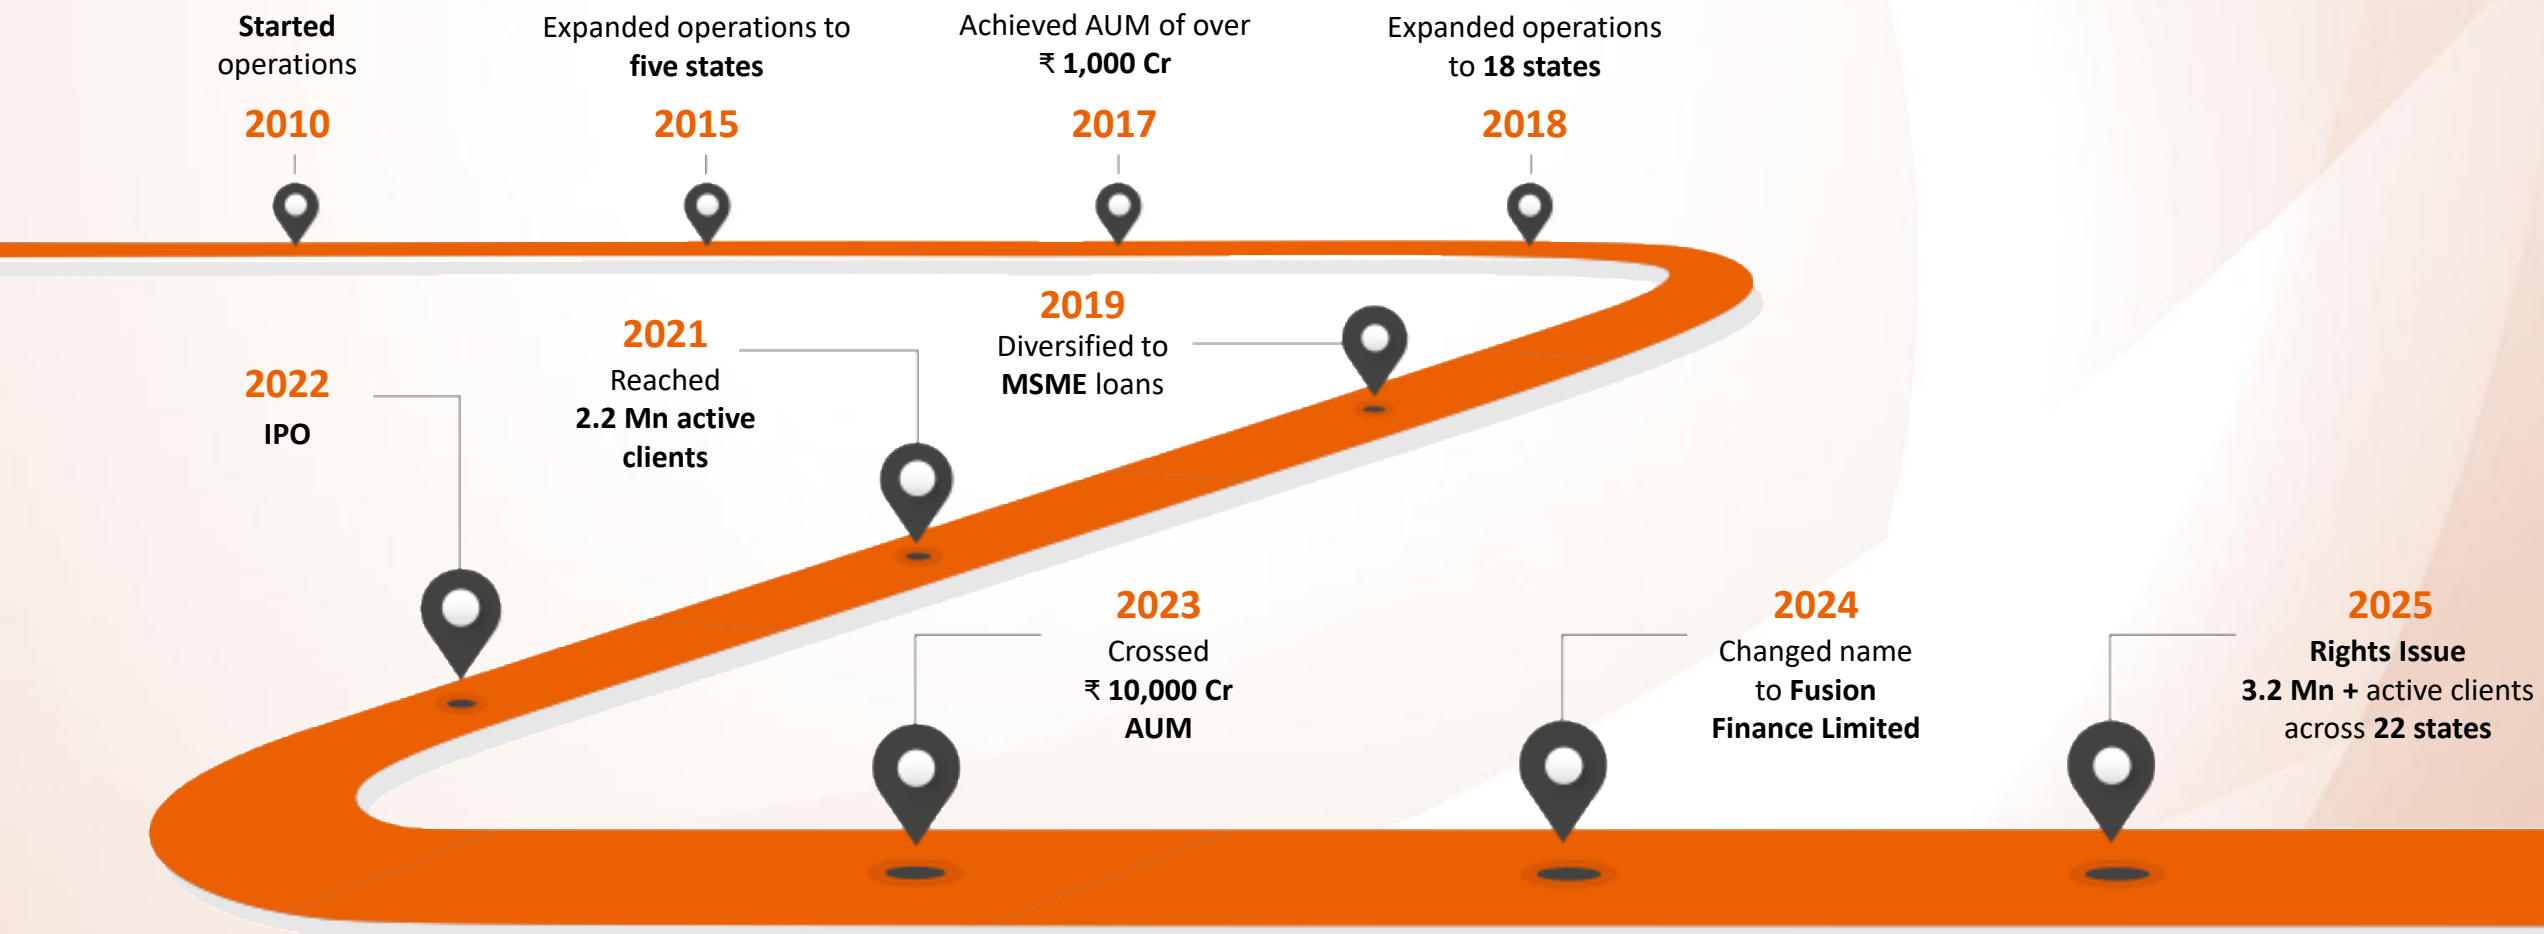 Started
operations
2010
Expanded operations to
five states
2015
Achieved AUM of over
₹ 1,000 Cr
2017
Expanded operations
to 18 states
2018
2019
Diversified to
MSME loans
2021
Reached
2.2 Mn active
clients
2022
IPO
2023
Crossed
₹ 10,000 Cr
AUM
2024
Changed name
to Fusion
Finance Limited
2025
Rights Issue
3.2 Mn + active clients
across 22 states